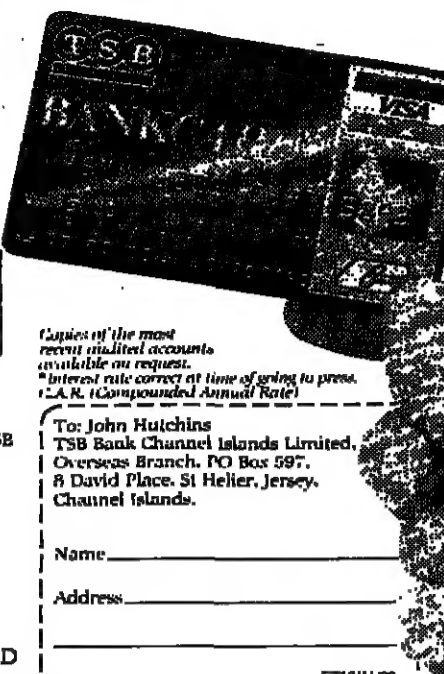 TSB
BANKCARD
VISA
Copies of the most
recent audited accounts
available on request.
*Interest rate correct at time of going to press.
C.A.R. (Compounded Annual Rate)
To: John Hutchins
TSB Bank Channel Islands Limited,
Overseas Branch, PO Box 597,
8 David Place, St Helier, Jersey,
Channel Islands.
SB
Name
Address
D